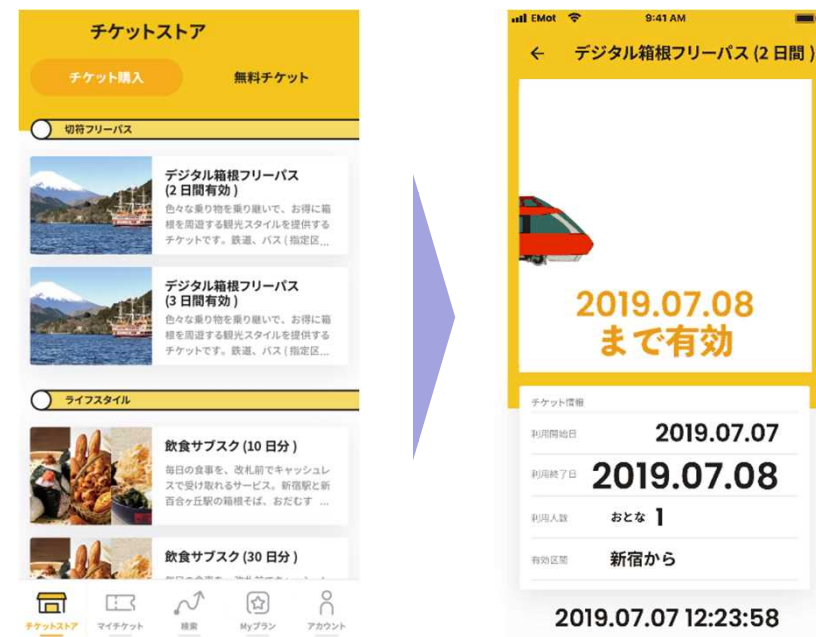 チケットストア
チケット購入
無料チケット
切符フリーパス
デジタル箱根フリーパス
(2 日間有効 )
色々な乗り物を乗り継いで、お得に箱
根を周遊する観光スタイルを提供する
チケットです。鉄道、バス ( 指定区...
デジタル箱根フリーパス
(3 日間有効 )
色々な乗り物を乗り継いで、お得に箱
根を周遊する観光スタイルを提供する
チケットです。鉄道、バス ( 指定区...
ライフスタイル
飲食サブスク (10 日分 )
毎日の食事を、改札前でキャッシュレ
スで受け取れるサービス。新宿駅と新
百合ヶ丘駅の箱根そば、おだむす ...
飲食サブスク (30 日分 )
チケットストア
マイチケット
検索
Myプラン
アカウント
EMot
9:41 AM
← デジタル箱根フリーパス (2 日間 )
2019.07.08
まで有効
チケット情報
利用開始日 2019.07.07
利用終了日 2019.07.08
利用人数 おとな 1
有効区間 新宿から
2019.07.07 12:23:58